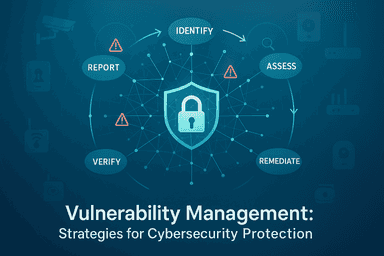 IDENTIFY
REPORT
ASSESS
VERIFY
REMEDIATE
Vulnerability Management:
Strategies for Cybersecurity Protection